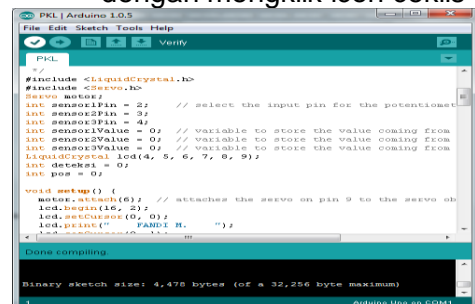 dengan mengklik icon ceklis
PKL | Arduino 1.0.5
File Edit Sketch Tools Help
Verify
PKL
*/
#include <LiquidCrystal.h>
#include <Servo.h>
Servo motor;
int sensor1Pin = 2; // select the input pin for the potentiomet
int sensor2Pin = 3;
int sensor3Pin = 4;
int sensor1Value = 0; // variable to store the value coming from
int sensor2Value = 0; // variable to store the value coming from
int sensor3Value = 0; // variable to store the value coming from
LiquidCrystal lcd(4, 5, 6, 7, 8, 9);
int deteksi = 0;
int pos = 0;
void setup() {
motor.attach(6); // attaches the servo on pin 9 to the servo ob
lcd.begin(16, 2);
lcd.setCursor(0, 0);
lcd.print(" FANDI M. ");
Done compiling.
Binary sketch size: 4,478 bytes (of a 32,256 byte maximum)
1 Arduino Uno on COM1